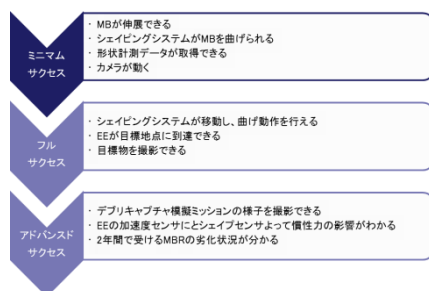 ミニマム
サクセス
・ MBが伸展できる
・ シェイピングシステムがMBを曲げられる
・ 形状計測データが取得できる
・ カメラが動く
フル
サクセス
・ シェイピングシステムが移動し、曲げ動作を行える
・ EEが目標地点に到達できる
・ 目標物を撮影できる
アドバンスド
サクセス
・ デブリキャプチャ模擬ミッションの様子を撮影できる
・ EEの加速度センサにとシェイプセンサよって慣性力の影響がわかる
・ 2年間で受けるMBRの劣化状況が分かる